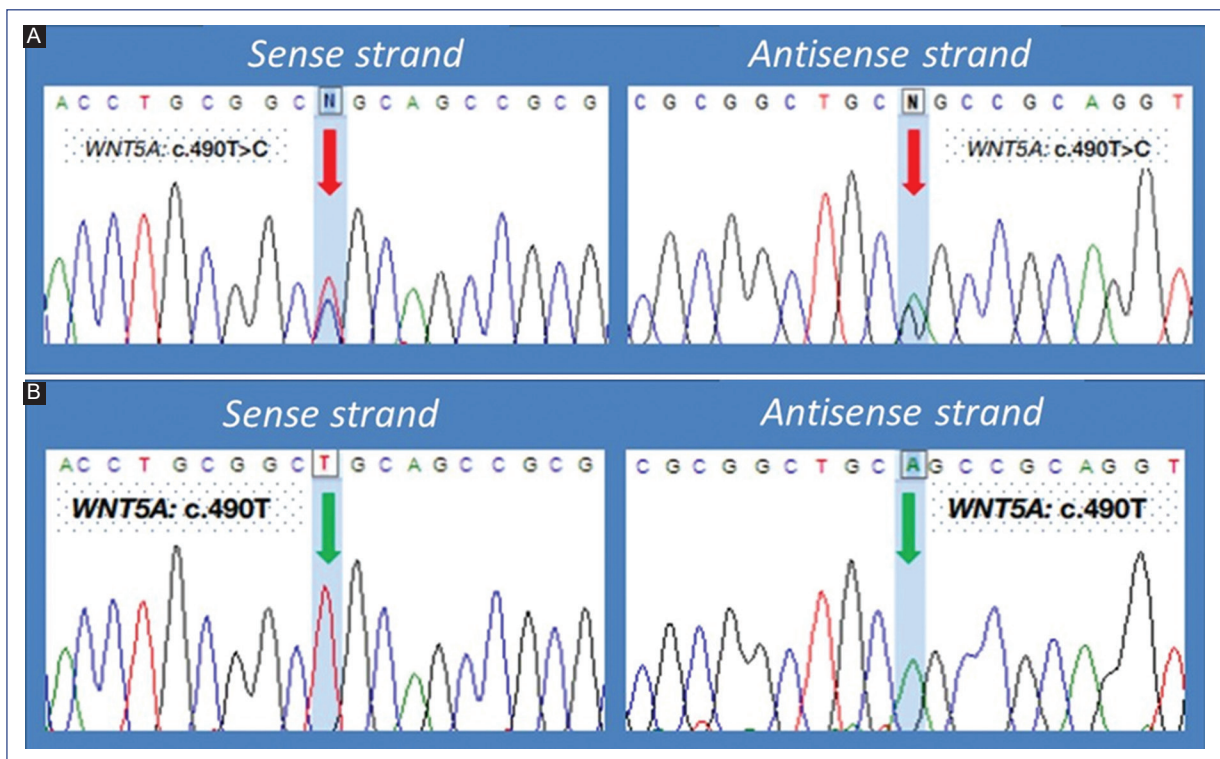 A
Sense strand
A C C T G C G G C N G C A G C C G C G
WNT5A: c.490T>C
Antisense strand
C G C G G C T G C N G C C G C A G G T
WNT5A: c.490T>C
B
Sense strand
A C C T G C G G C T G C A G C C G C G
WNT5A: c.490T
Antisense strand
C G C G G C T G C A G C C G C A G G T
WNT5A: c.490T